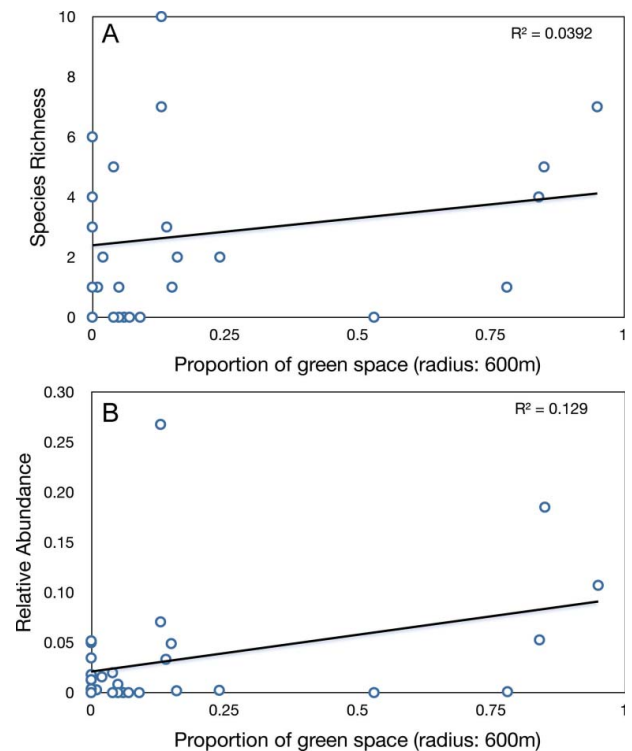 A
R² = 0.0392
10
8
6
4
2
0
Species Richness
0
0.25
0.5
0.75
1
Proportion of green space (radius: 600m)
B
R² = 0.129
0.30
0.25
0.20
0.15
0.10
0.05
0
Relative Abundance
0
0.25
0.5
0.75
1
Proportion of green space (radius: 600m)